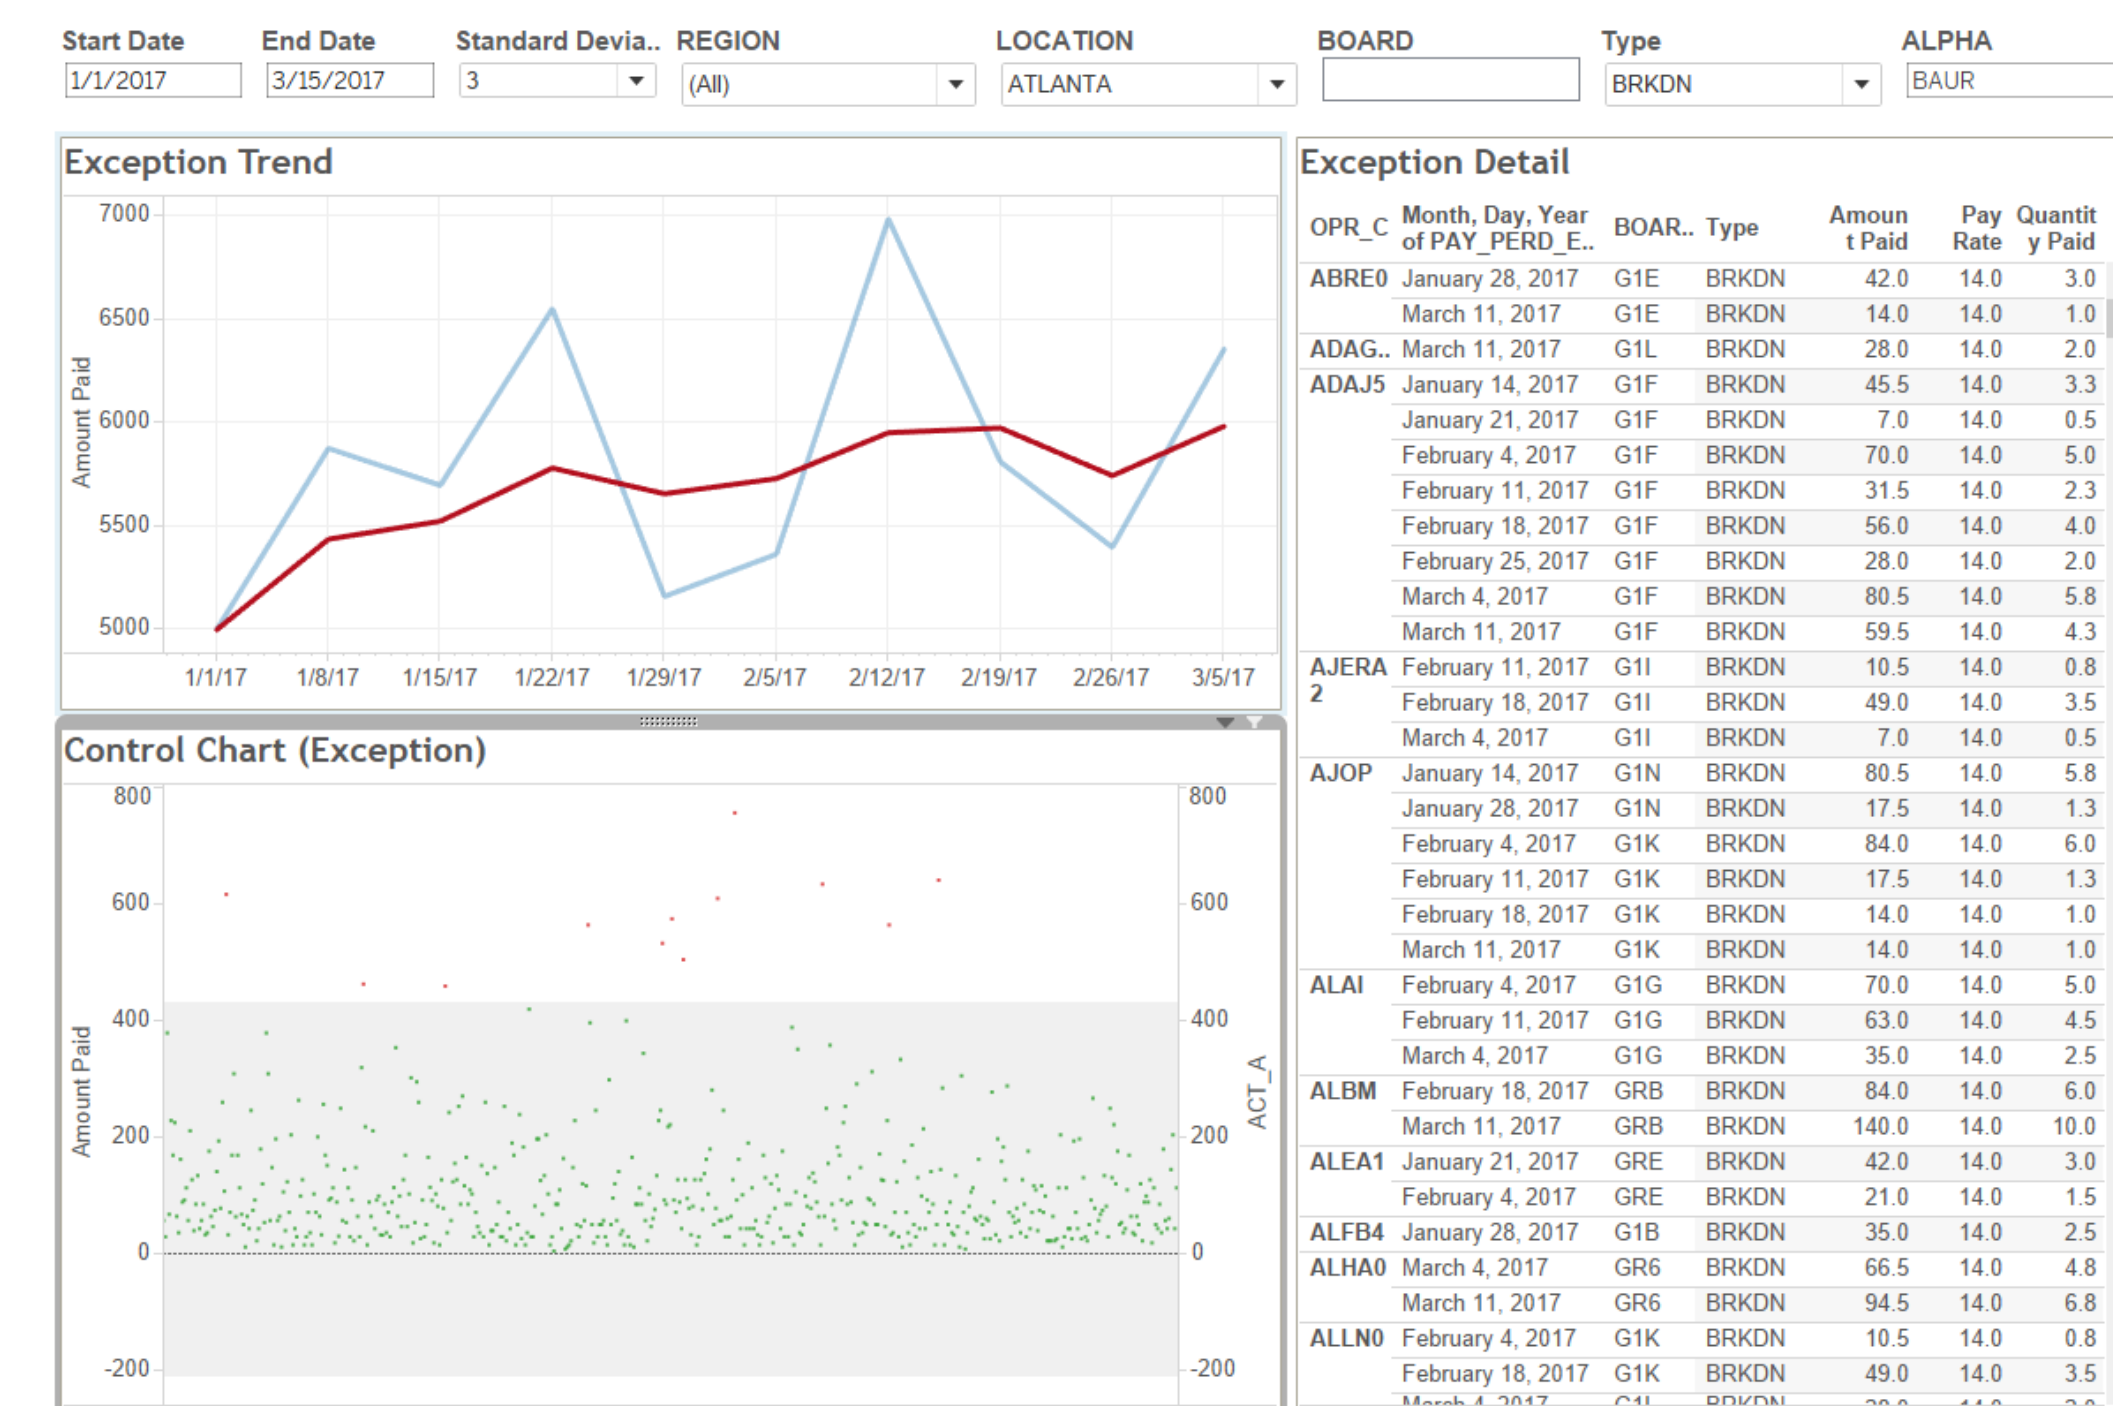 Start Date End Date Standard Devia.. REGION LOCATION BOARD Type ALPHA
1/1/2017 3/15/2017 3 (All) ATLANTA BRKDN BAUR
Exception Trend
7000
6500
6000
5500
5000
Amount Paid
1/1/17 1/8/17 1/15/17 1/22/17 1/29/17 2/5/17 2/12/17 2/19/17 2/26/17 3/5/17
Control Chart (Exception)
800 800
600 600
400 400
200 200
0 0
-200 -200
Amount Paid
ACT_A
Exception Detail
OPR_C Month, Day, Year of PAY_PERD_E.. BOAR.. Type Amoun t Paid Pay Rate Quantit y Paid
ABRE0 January 28, 2017 G1E BRKDN 42.0 14.0 3.0
March 11, 2017 G1E BRKDN 14.0 14.0 1.0
ADAG.. March 11, 2017 G1L BRKDN 28.0 14.0 2.0
ADAJ5 January 14, 2017 G1F BRKDN 45.5 14.0 3.3
January 21, 2017 G1F BRKDN 7.0 14.0 0.5
February 4, 2017 G1F BRKDN 70.0 14.0 5.0
February 11, 2017 G1F BRKDN 31.5 14.0 2.3
February 18, 2017 G1F BRKDN 56.0 14.0 4.0
February 25, 2017 G1F BRKDN 28.0 14.0 2.0
March 4, 2017 G1F BRKDN 80.5 14.0 5.8
March 11, 2017 G1F BRKDN 59.5 14.0 4.3
AJERA 2 February 11, 2017 G1I BRKDN 10.5 14.0 0.8
February 18, 2017 G1I BRKDN 49.0 14.0 3.5
March 4, 2017 G1I BRKDN 7.0 14.0 0.5
AJOP January 14, 2017 G1N BRKDN 80.5 14.0 5.8
January 28, 2017 G1N BRKDN 17.5 14.0 1.3
February 4, 2017 G1K BRKDN 84.0 14.0 6.0
February 11, 2017 G1K BRKDN 17.5 14.0 1.3
February 18, 2017 G1K BRKDN 14.0 14.0 1.0
March 11, 2017 G1K BRKDN 14.0 14.0 1.0
ALAI February 4, 2017 G1G BRKDN 70.0 14.0 5.0
February 11, 2017 G1G BRKDN 63.0 14.0 4.5
March 4, 2017 G1G BRKDN 35.0 14.0 2.5
ALBM February 18, 2017 GRB BRKDN 84.0 14.0 6.0
March 11, 2017 GRB BRKDN 140.0 14.0 10.0
ALEA1 January 21, 2017 GRE BRKDN 42.0 14.0 3.0
February 4, 2017 GRE BRKDN 21.0 14.0 1.5
ALFB4 January 28, 2017 G1B BRKDN 35.0 14.0 2.5
ALHA0 March 4, 2017 GR6 BRKDN 66.5 14.0 4.8
March 11, 2017 GR6 BRKDN 94.5 14.0 6.8
ALLN0 February 4, 2017 G1K BRKDN 10.5 14.0 0.8
February 18, 2017 G1K BRKDN 49.0 14.0 3.5